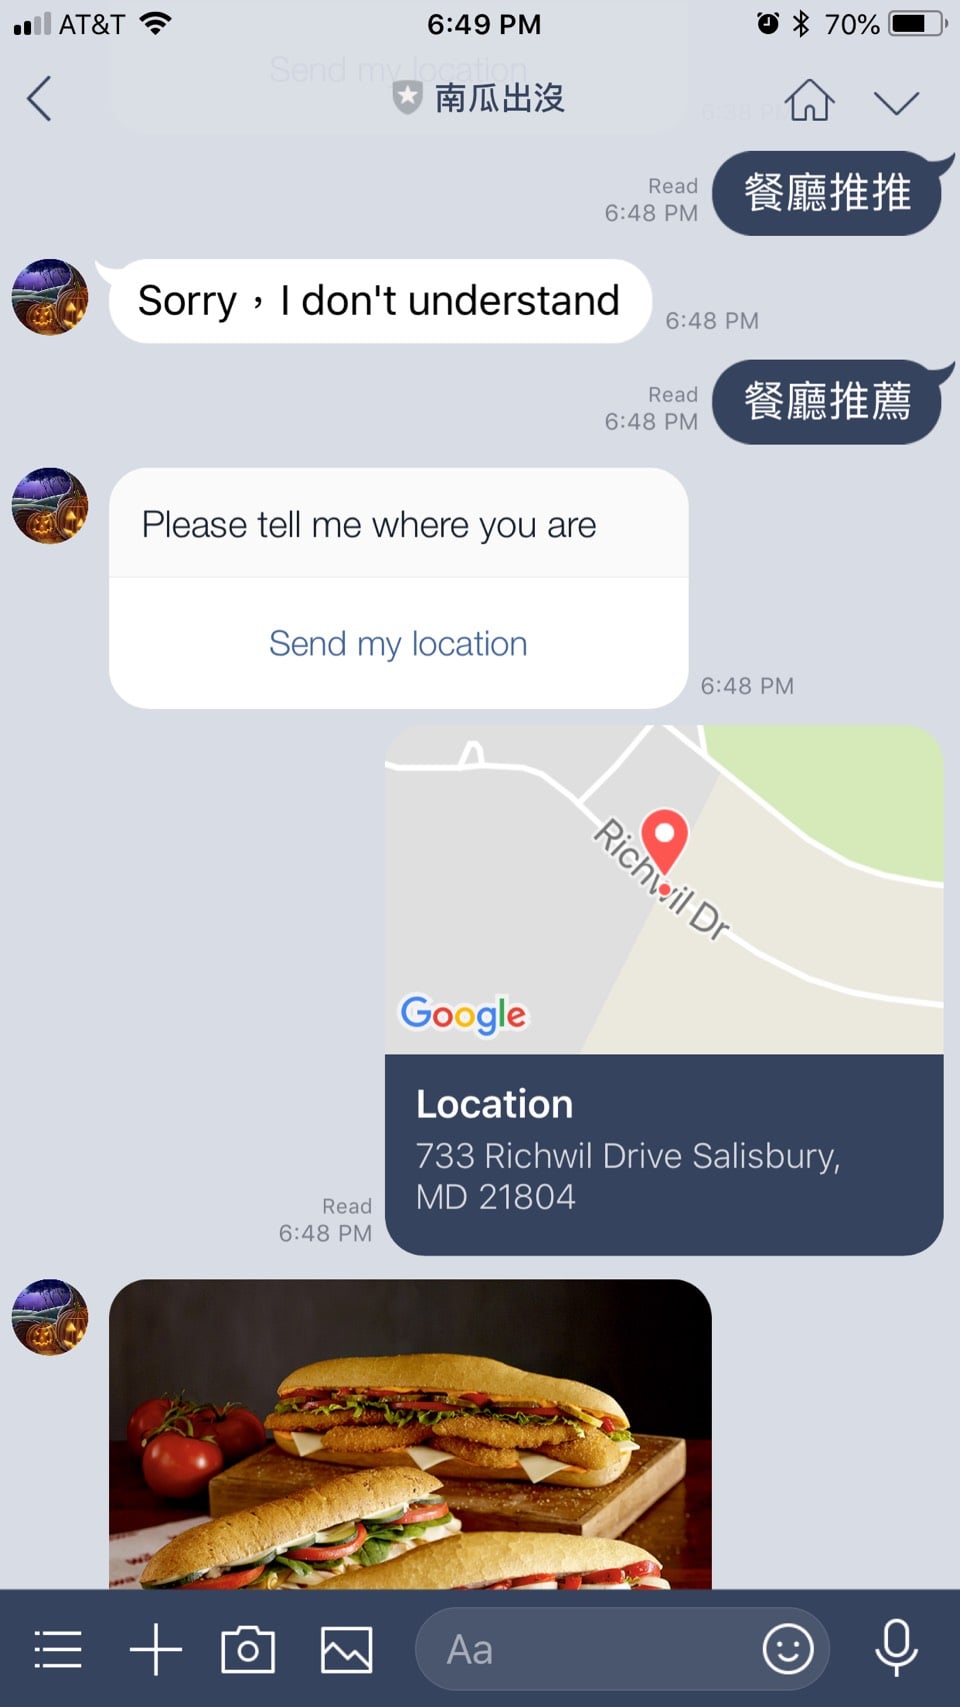 AT&T
6:49 PM
70%
Send my location
南瓜出沒
6:38 PM
餐廳推推
Read
6:48 PM
Sorry，I don't understand
6:48 PM
餐廳推薦
Read
6:48 PM
Please tell me where you are
Send my location
6:48 PM
Richwil Dr
Google
Location
733 Richwil Drive Salisbury,
MD 21804
Read
6:48 PM
Aa